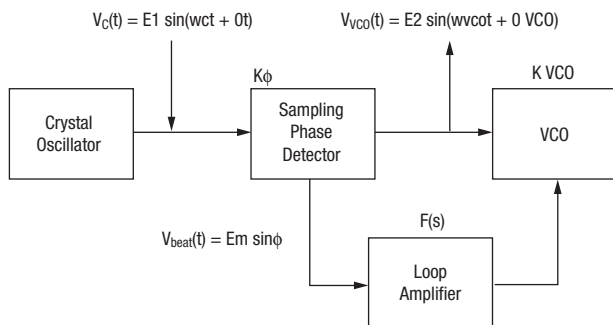 V_C(t) = E1 sin(wct + 0t)
V_VCO(t) = E2 sin(wvcot + 0 VCO)
Kϕ
K VCO
Crystal
Oscillator
Sampling
Phase
Detector
VCO
V_beat(t) = Em sinϕ
F(s)
Loop
Amplifier